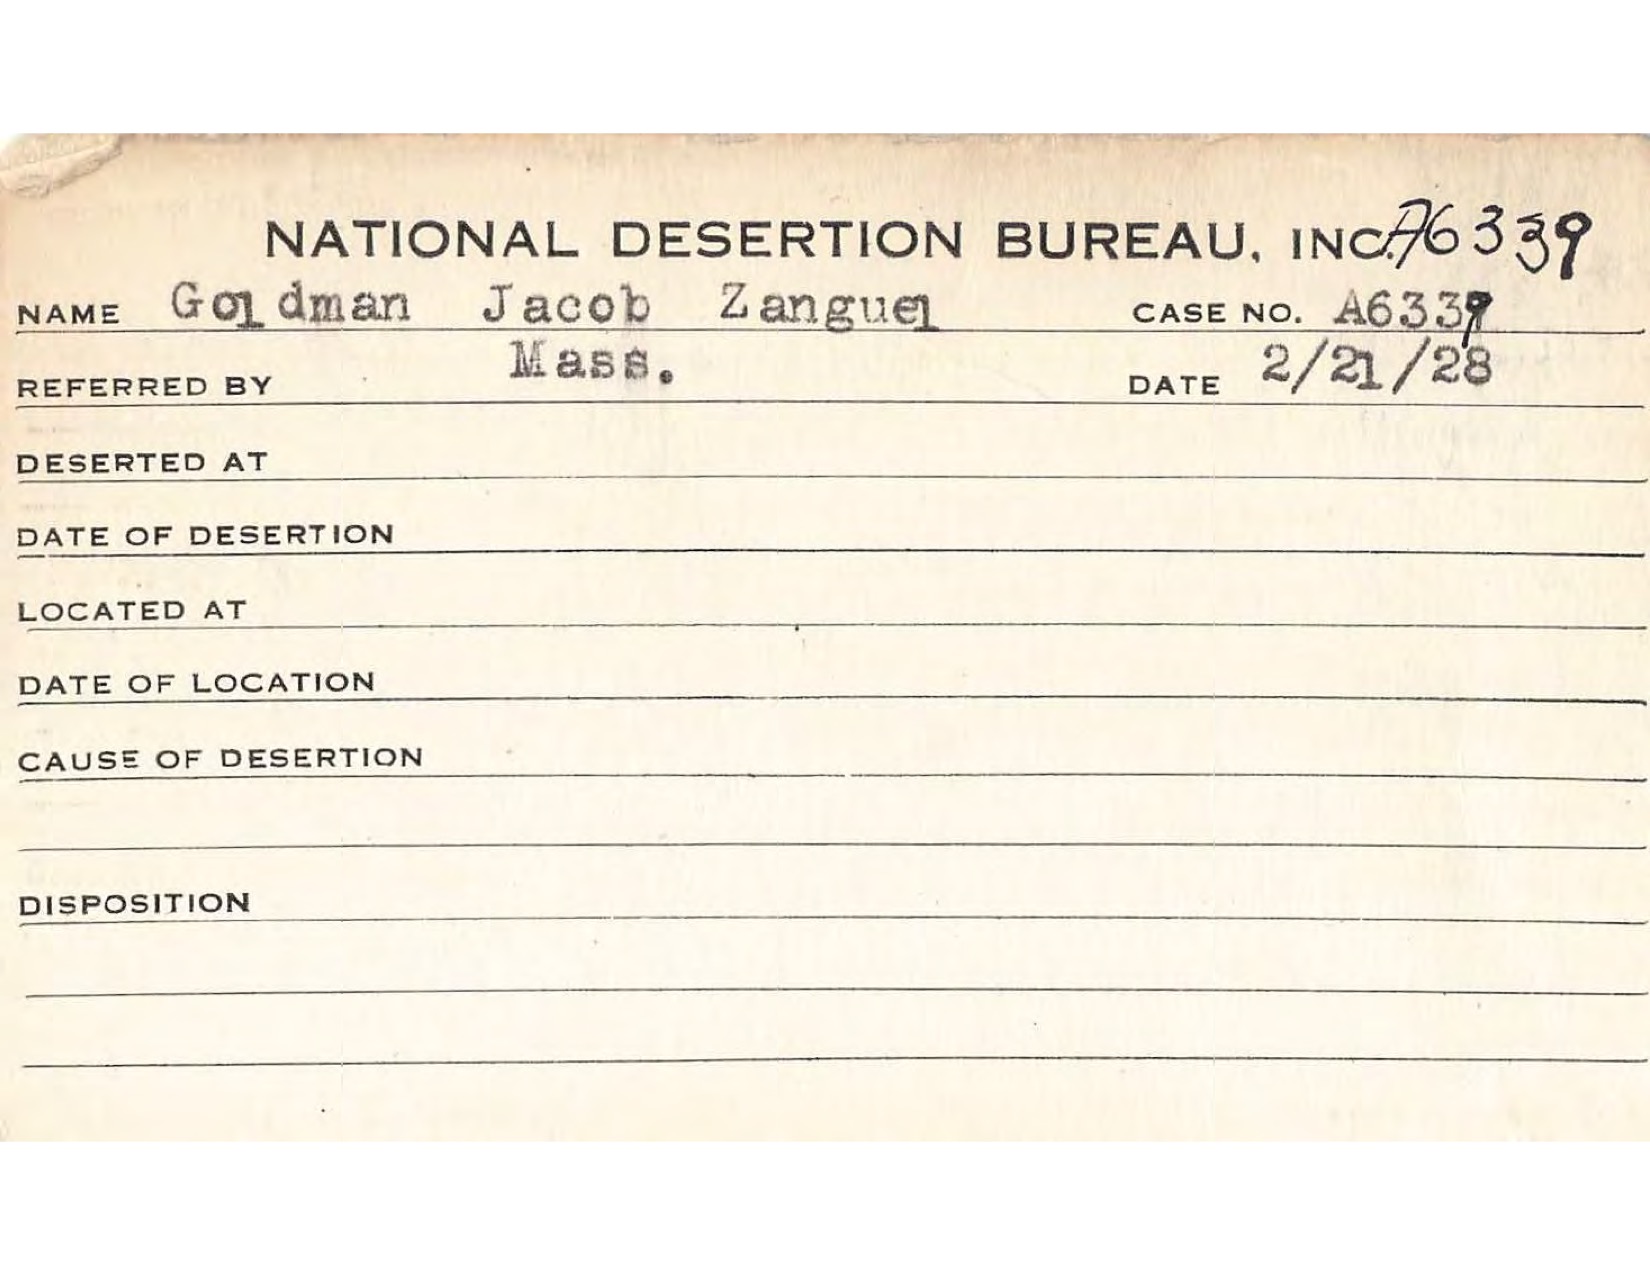 NATIONAL DESERTION BUREAU, INC. A6339
NAME Goldman Jacob Zanguel CASE NO. A6339
REFERRED BY Mass. DATE 2/21/28
DESERTED AT
DATE OF DESERTION
LOCATED AT
DATE OF LOCATION
CAUSE OF DESERTION
DISPOSITION